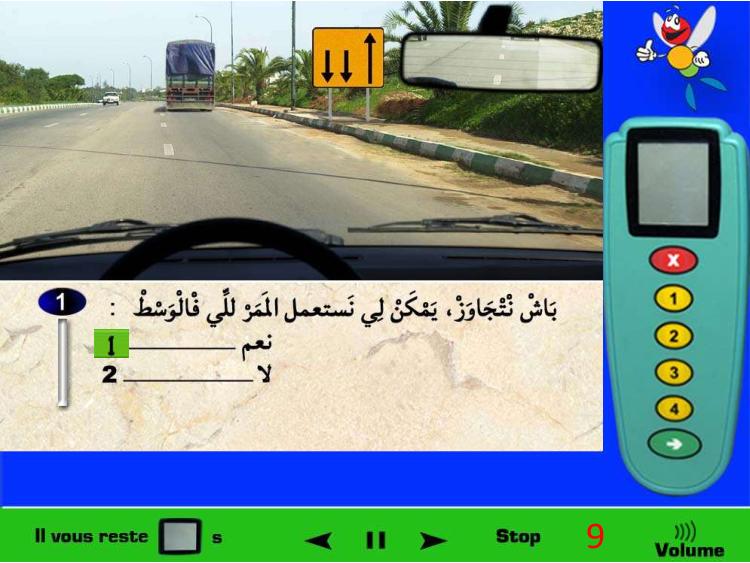 1
بَاشْ نْتْجَاوَزْ، يَمْكَنْ لِي نَستعمل المَمَرْ للِّي فْالْوَسْطْ :
نعم 1
لا 2
X
1
2
3
4
Il vous reste s
Stop
9
Volume